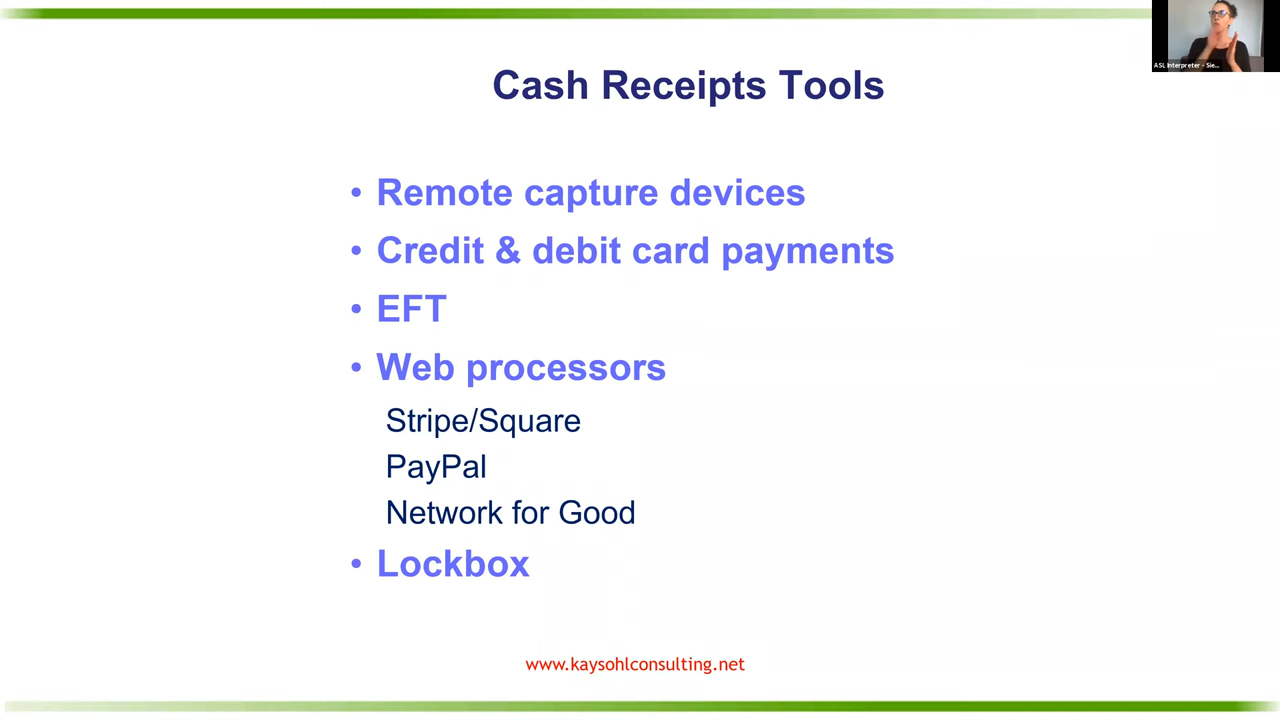 ASL Interpreter - Sie...
Cash Receipts Tools
• Remote capture devices
• Credit & debit card payments
• EFT
• Web processors
Stripe/Square
PayPal
Network for Good
• Lockbox
www.kaysohlconsulting.net